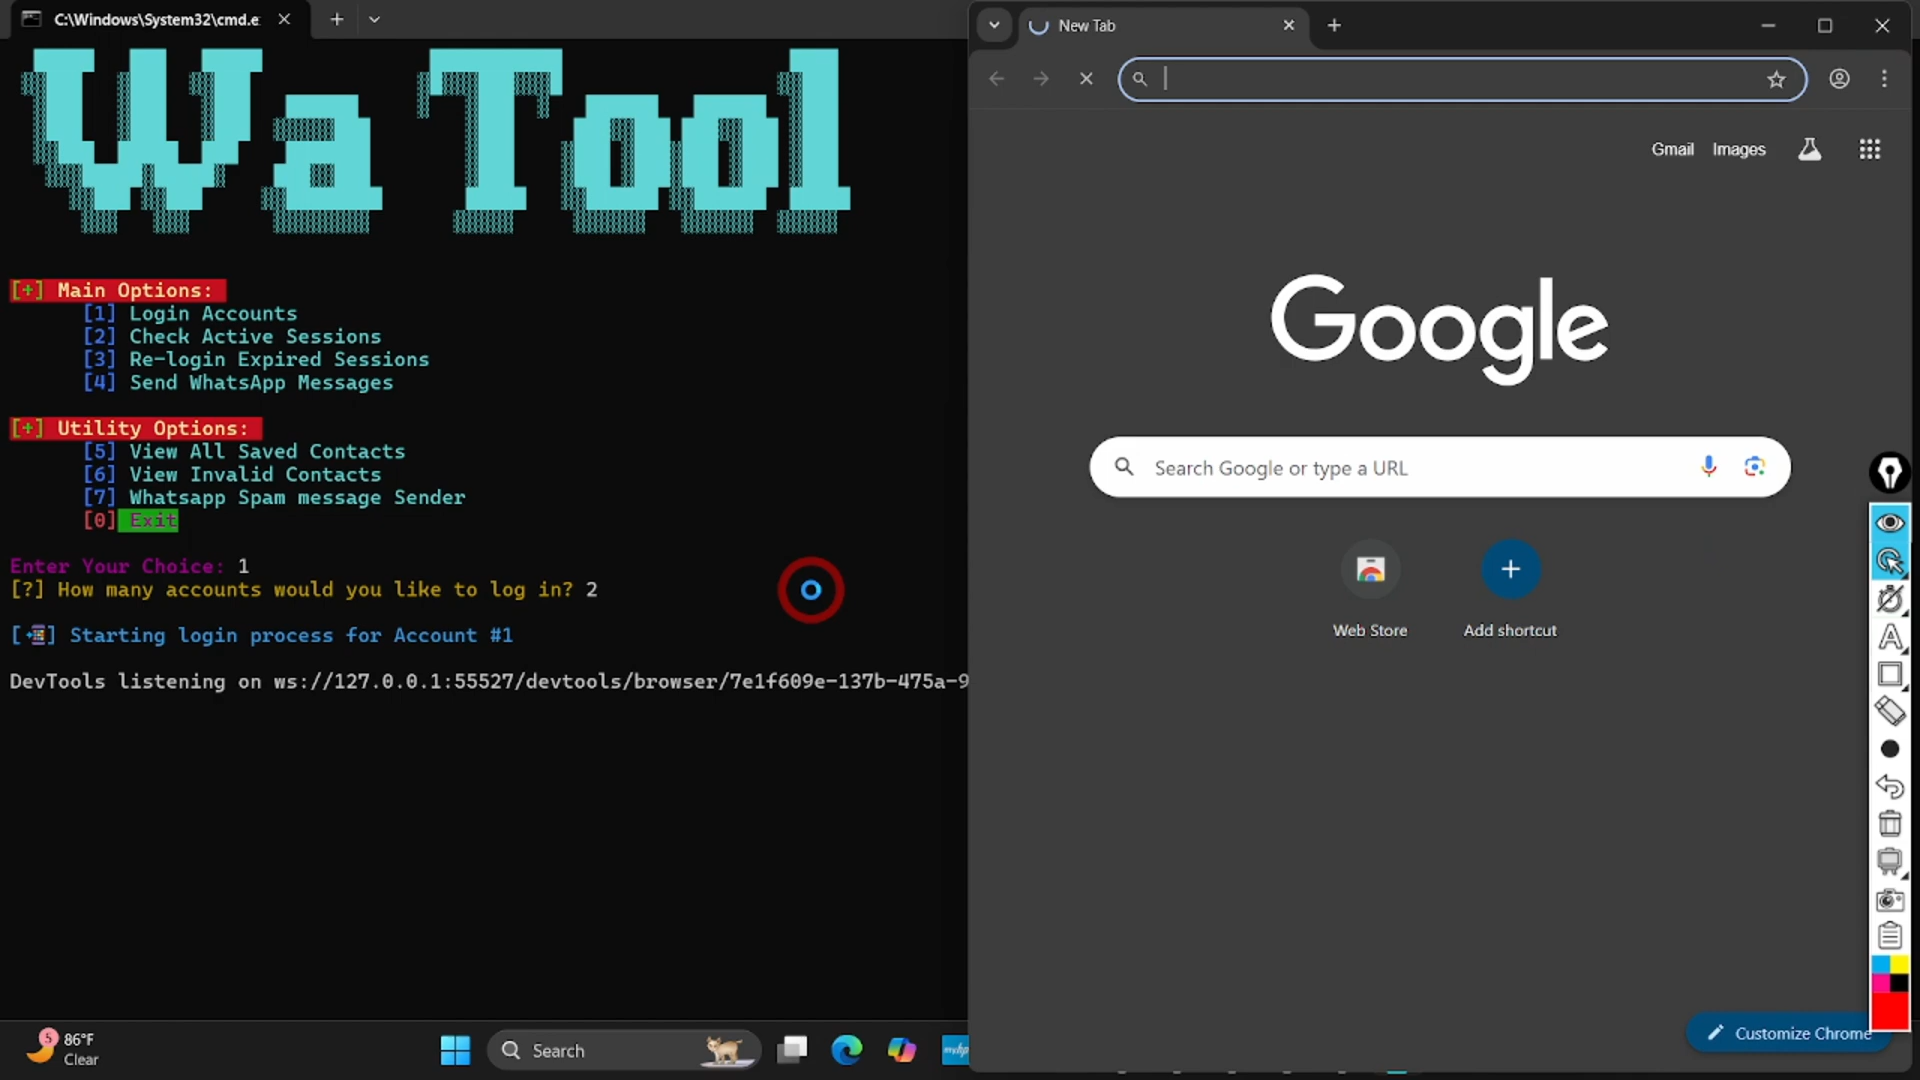 C:\Windows\System32\cmd.e
Wa Tool
[+] Main Options:
[1] Login Accounts
[2] Check Active Sessions
[3] Re-login Expired Sessions
[4] Send WhatsApp Messages
[+] Utility Options:
[5] View All Saved Contacts
[6] View Invalid Contacts
[7] Whatsapp Spam message Sender
[0] Exit
Enter Your Choice: 1
[?] How many accounts would you like to log in? 2
[📲] Starting login process for Account #1
DevTools listening on ws://127.0.0.1:55527/devtools/browser/7e1f609e-137b-475a-9
New Tab
Gmail Images
Google
Search Google or type a URL
Web Store
Add shortcut
Customize Chrome
5
86°F
Clear
Search